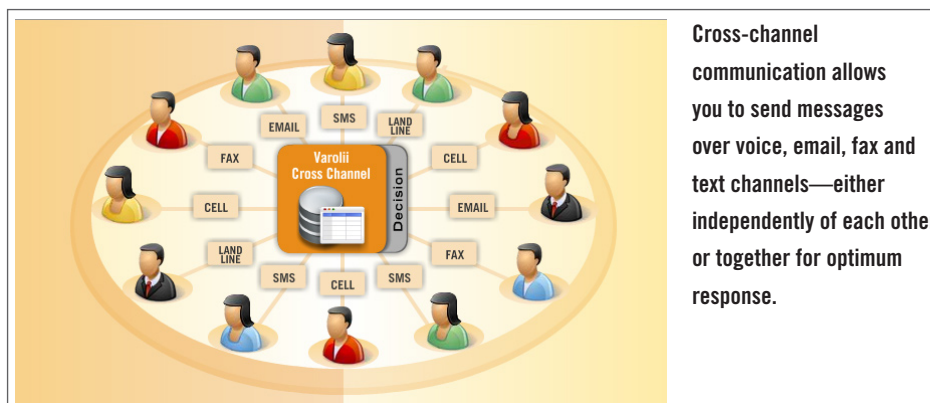 SMS
EMAIL
LAND
LINE
FAX
CELL
CELL
EMAIL
LAND
LINE
FAX
SMS
CELL
SMS
Varolii
Cross Channel
Decision
Cross-channel
communication allows
you to send messages
over voice, email, fax and
text channels—either
independently of each othe
or together for optimum
response.